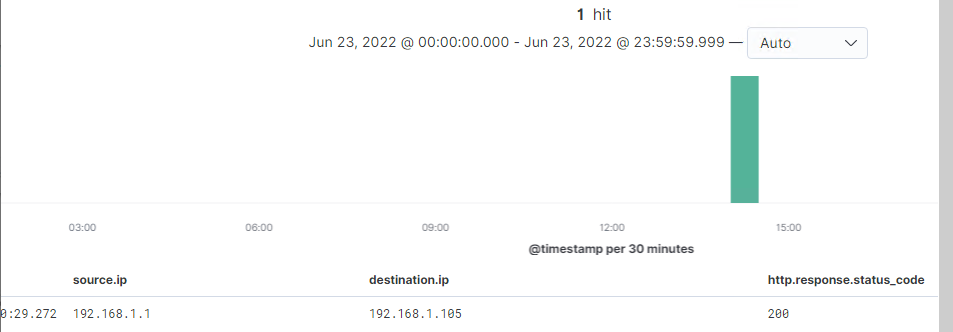 1 hit
Jun 23, 2022 @ 00:00:00.000 - Jun 23, 2022 @ 23:59:59.999 — Auto
03:00 06:00 09:00 12:00 15:00
@timestamp per 30 minutes
source.ip destination.ip http.response.status_code
0:29.272 192.168.1.1 192.168.1.105 200